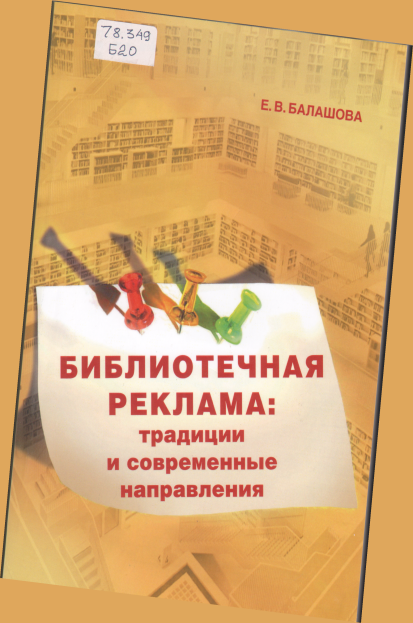 78.349
Б20
Е. В. БАЛАШОВА
БИБЛИОТЕЧНАЯ
РЕКЛАМА:
традиции
и современные
направления